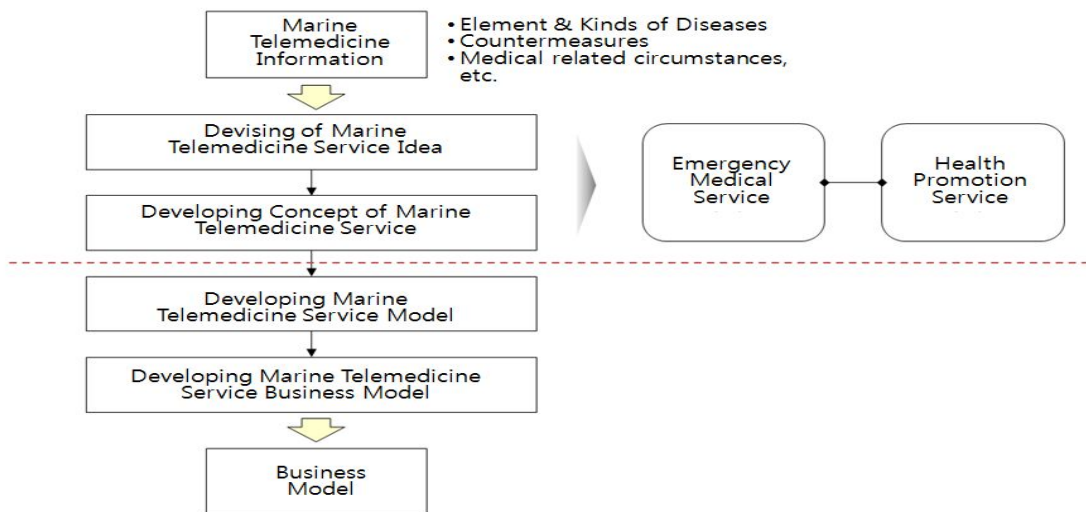 Marine
Telemedicine
Information
• Element & Kinds of Diseases
• Countermeasures
• Medical related circumstances,
etc.
Devising of Marine
Telemedicine Service Idea
Developing Concept of Marine
Telemedicine Service
Emergency
Medical
Service
Health
Promotion
Service
Developing Marine
Telemedicine Service Model
Developing Marine Telemedicine
Service Business Model
Business
Model